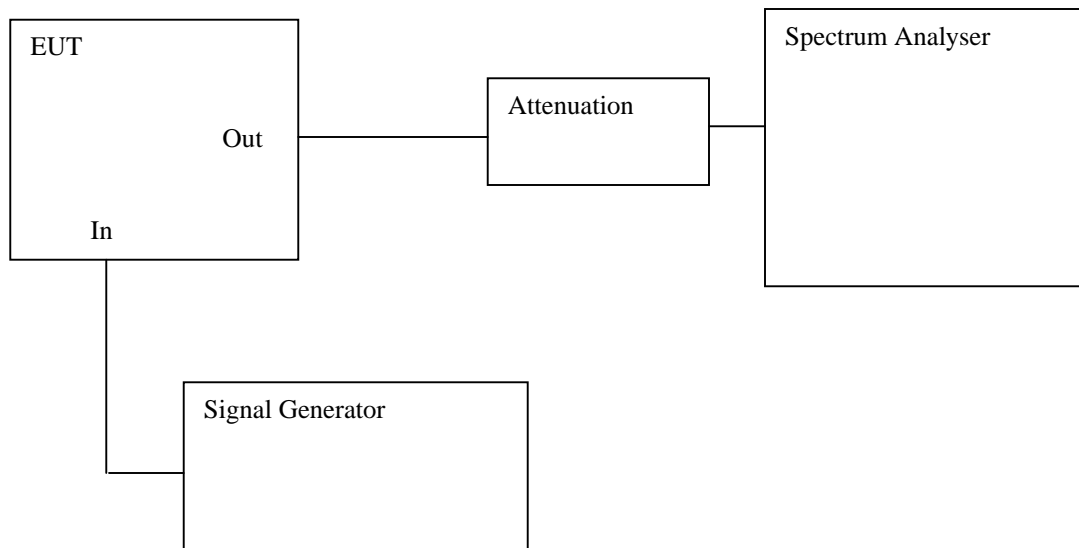 EUT
Spectrum Analyser
Attenuation
Out
In
Signal Generator